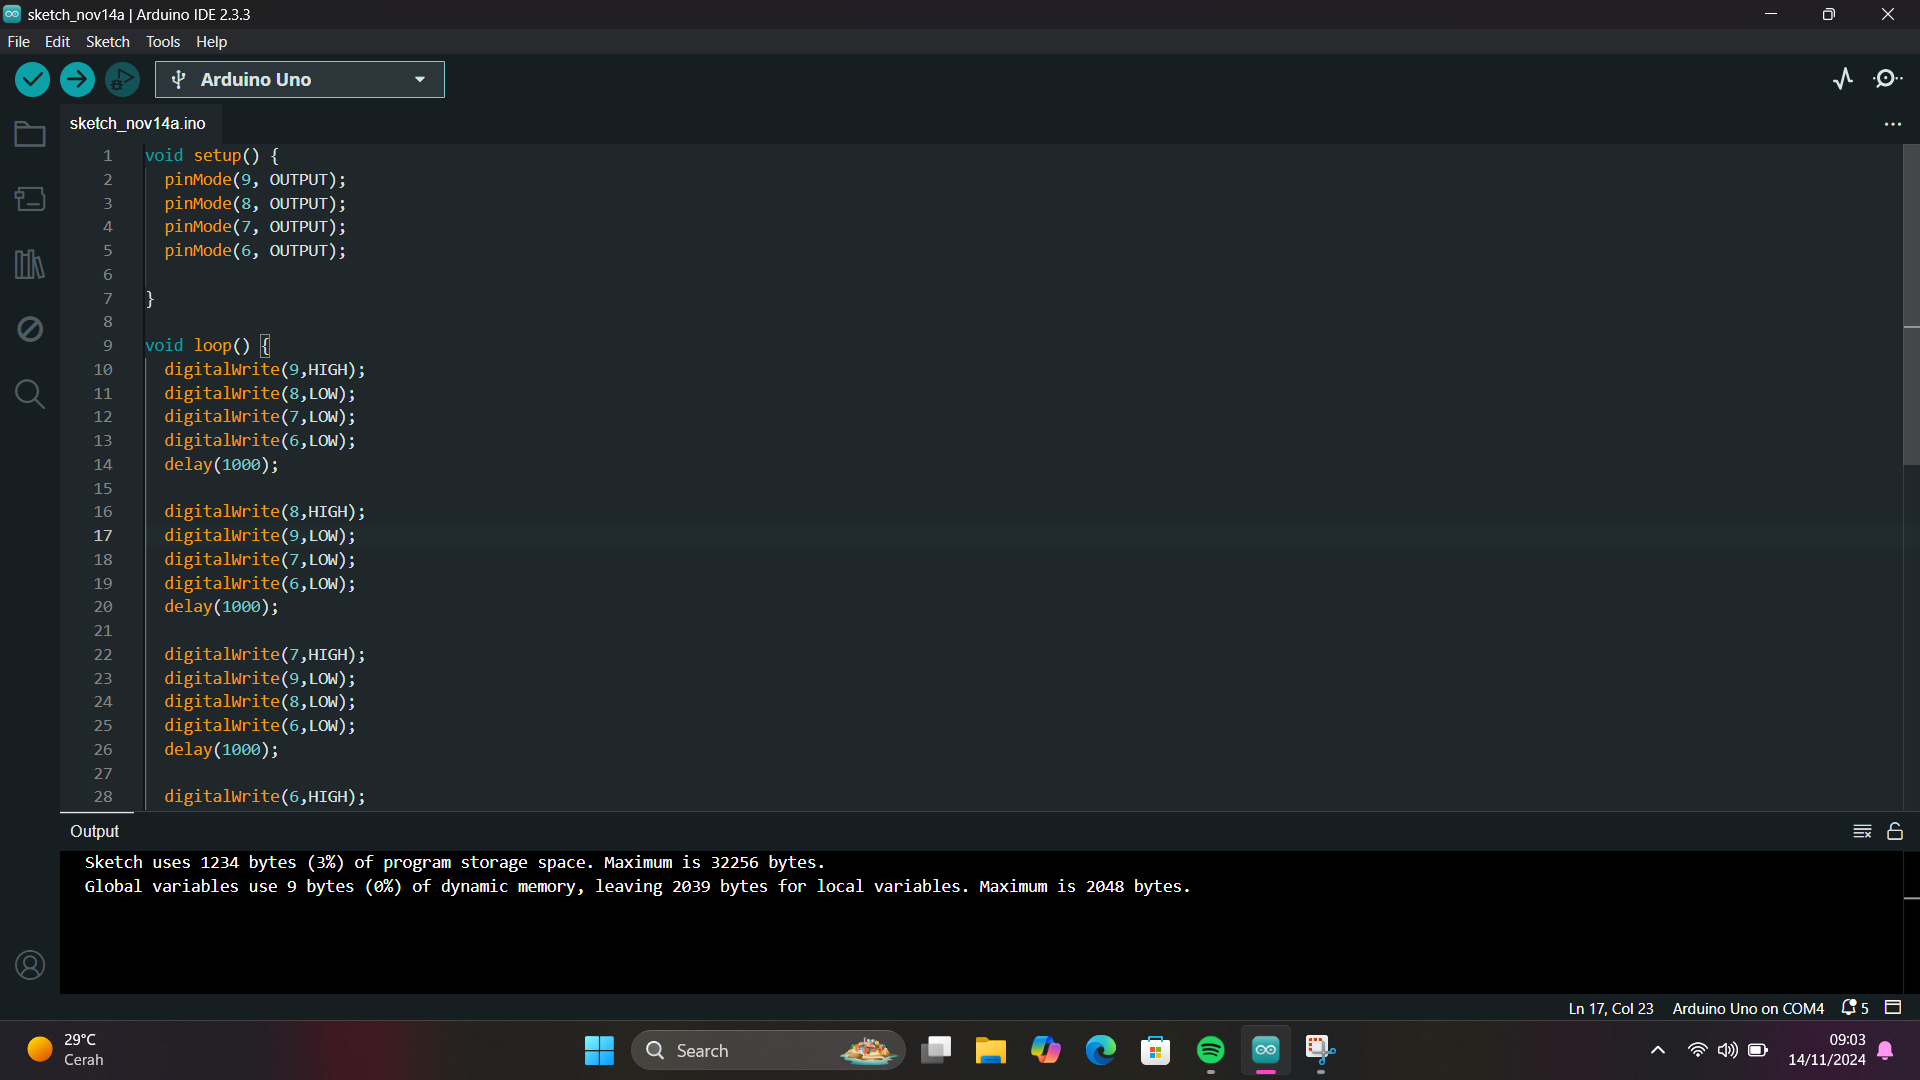 sketch_nov14a | Arduino IDE 2.3.3
File Edit Sketch Tools Help
Arduino Uno
sketch_nov14a.ino
1 void setup() {
2 pinMode(9, OUTPUT);
3 pinMode(8, OUTPUT);
4 pinMode(7, OUTPUT);
5 pinMode(6, OUTPUT);
6
7 }
8
9 void loop() {
10 digitalWrite(9,HIGH);
11 digitalWrite(8,LOW);
12 digitalWrite(7,LOW);
13 digitalWrite(6,LOW);
14 delay(1000);
15
16 digitalWrite(8,HIGH);
17 digitalWrite(9,LOW);
18 digitalWrite(7,LOW);
19 digitalWrite(6,LOW);
20 delay(1000);
21
22 digitalWrite(7,HIGH);
23 digitalWrite(9,LOW);
24 digitalWrite(8,LOW);
25 digitalWrite(6,LOW);
26 delay(1000);
27
28 digitalWrite(6,HIGH);
Output
Sketch uses 1234 bytes (3%) of program storage space. Maximum is 32256 bytes.
Global variables use 9 bytes (0%) of dynamic memory, leaving 2039 bytes for local variables. Maximum is 2048 bytes.
Ln 17, Col 23 Arduino Uno on COM4 5
29°C
Cerah
Search
09:03
14/11/2024